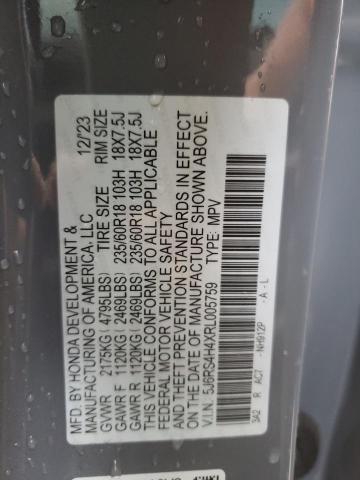 MFD. BY HONDA DEVELOPMENT &
MANUFACTURING OF AMERICA, LLC 12/23
GVWR 2175KG (4795LBS) TIRE SIZE RIM SIZE
GAWR F 1120KG (2469LBS) 235/60R18 103H 18X7.5J
GAWR R 1120KG (2469LBS) 235/60R18 103H 18X7.5J
THIS VEHICLE CONFORMS TO ALL APPLICABLE
FEDERAL MOTOR VEHICLE SAFETY
AND THEFT PREVENTION STANDARDS IN EFFECT
ON THE DATE OF MANUFACTURE SHOWN ABOVE.
V.I.N: 5J6RS4H4XRL005759 TYPE: MPV
3A2 R AC7 NH912P - A - L